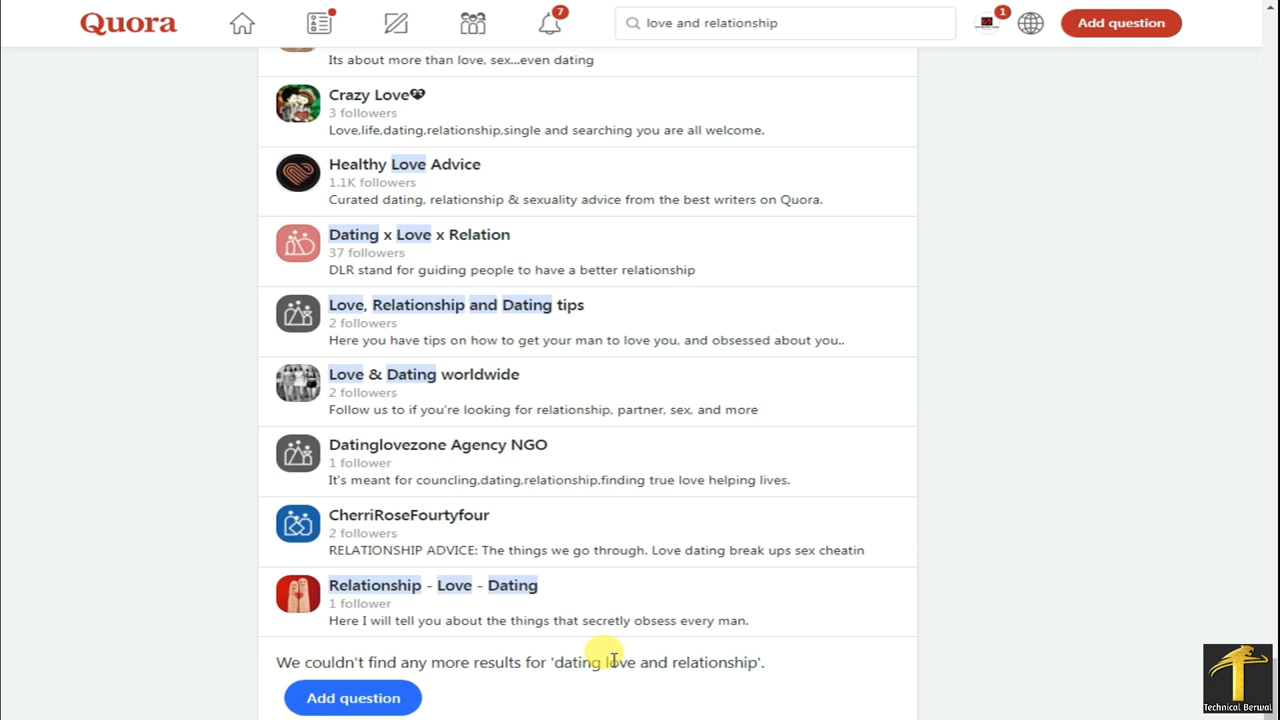 Quora
7
love and relationship
1
Add question
Its about more than love, sex...even dating
Crazy Love💕
3 followers
Love,life,dating,relationship,single and searching you are all welcome.
Healthy Love Advice
1.1K followers
Curated dating, relationship & sexuality advice from the best writers on Quora.
Dating x Love x Relation
37 followers
DLR stand for guiding people to have a better relationship
Love, Relationship and Dating tips
2 followers
Here you have tips on how to get your man to love you, and obsessed about you..
Love & Dating worldwide
2 followers
Follow us to if you're looking for relationship, partner, sex, and more
Datinglovezone Agency NGO
1 follower
It's meant for councling,dating,relationship,finding true love helping lives.
CherriRoseFourtyfour
2 followers
RELATIONSHIP ADVICE: The things we go through. Love dating break ups sex cheatin
Relationship - Love - Dating
1 follower
Here I will tell you about the things that secretly obsess every man.
We couldn't find any more results for 'dating love and relationship'.
Add question
Technical Berwal